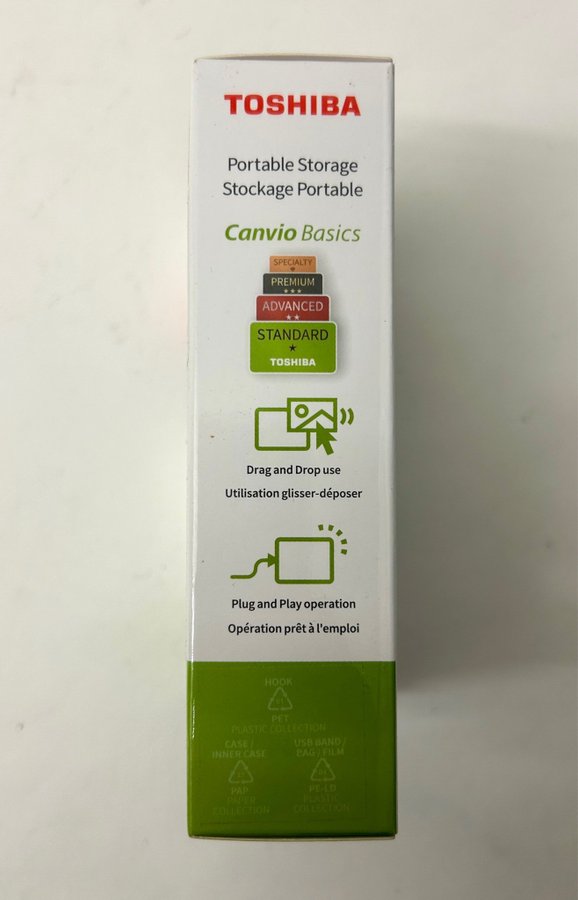 TOSHIBA
Portable Storage
Stockage Portable
Canvio Basics
SPECIALTY
PREMIUM
★★★
ADVANCED
★★
STANDARD
★
TOSHIBA
Drag and Drop use
Utilisation glisser-déposer
Plug and Play operation
Opération prêt à l'emploi
HOOK
PET
PLASTIC COLLECTION
CASE /
INNER CASE
PAP
PAPER
COLLECTION
USB BAND /
BAG / FILM
PE-LD
PLASTIC
COLLECTION